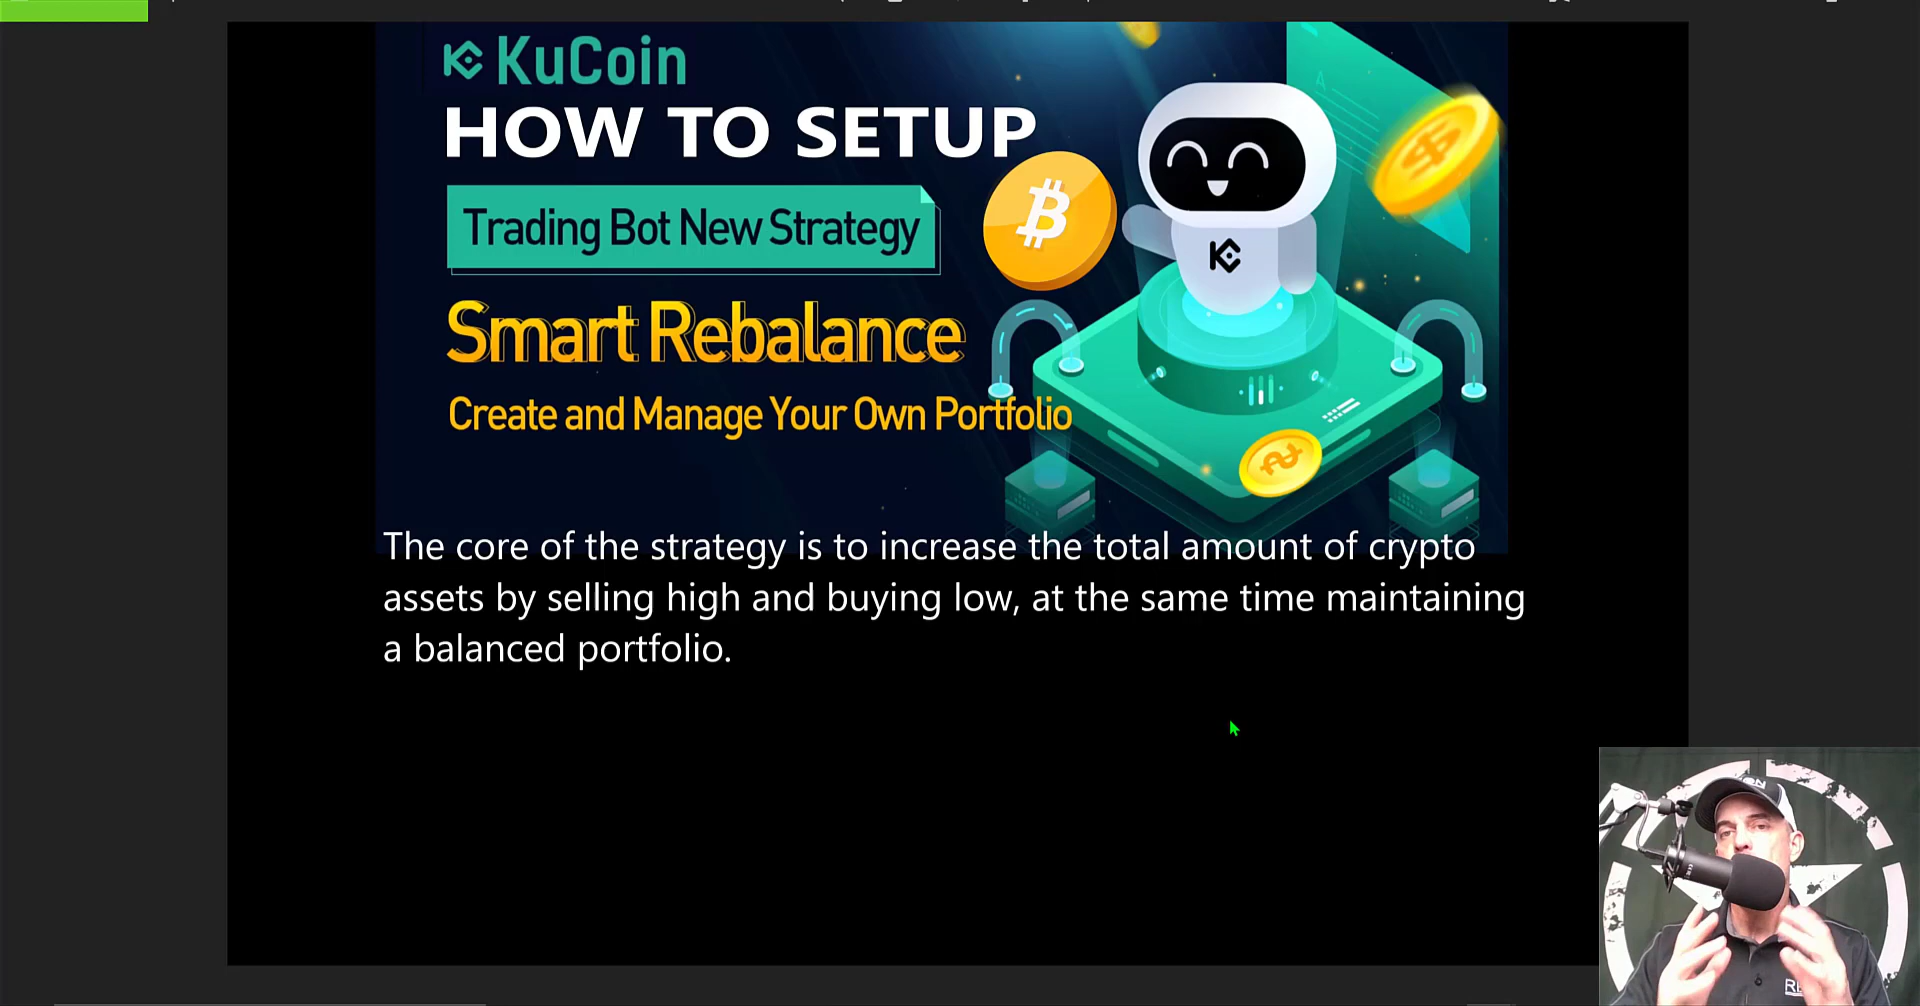 KuCoin
HOW TO SETUP
Trading Bot New Strategy
Smart Rebalance
Create and Manage Your Own Portfolio
The core of the strategy is to increase the total amount of crypto
assets by selling high and buying low, at the same time maintaining
a balanced portfolio.